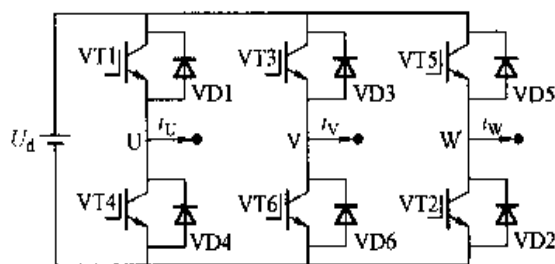 VT1 VD1 VT3 VD3 VT5 VD5
U_d U i_U V i_V W i_W
VT4 VD4 VT6 VD6 VT2 VD2